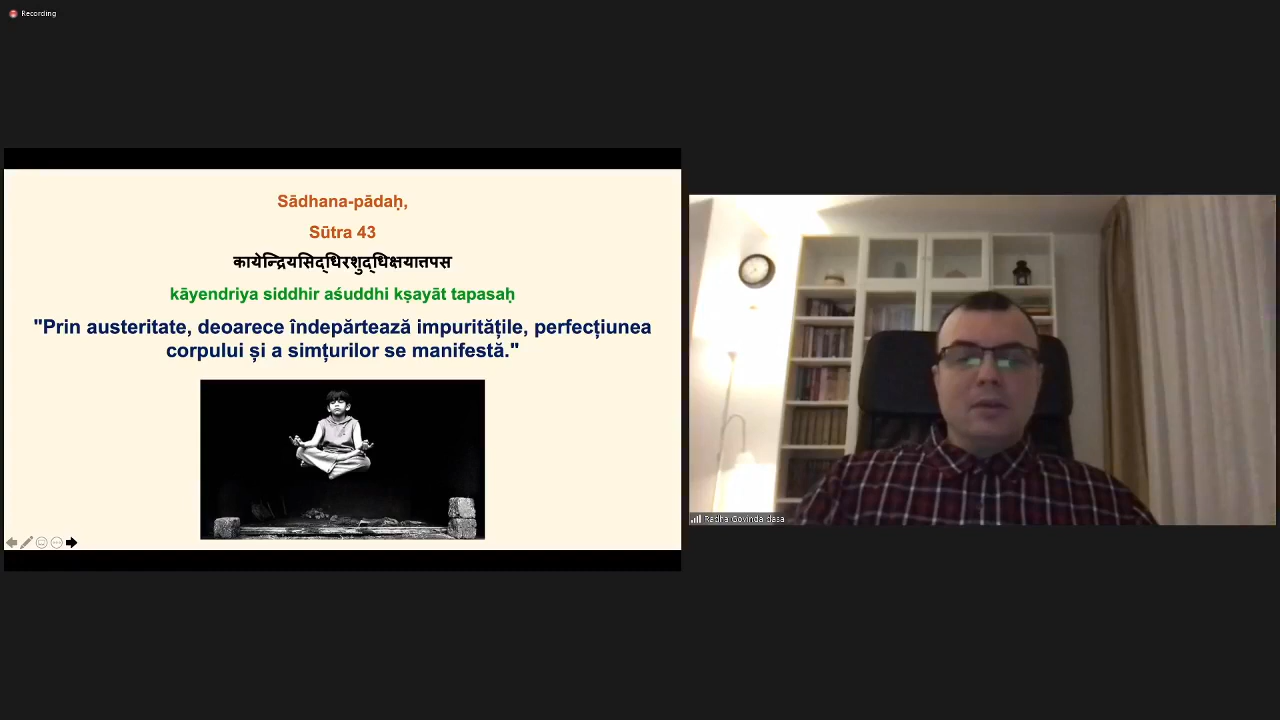 Recording
Sādhana-pādaḥ,
Sūtra 43
कायेन्द्रियसिद्धिरशुद्धिक्षयात्तपस
kāyendriya siddhir aśuddhi kṣayāt tapasaḥ
"Prin austeritate, deoarece îndepărtează impuritățile, perfecțiunea
corpului și a simțurilor se manifestă."
Radha Govinda dasa